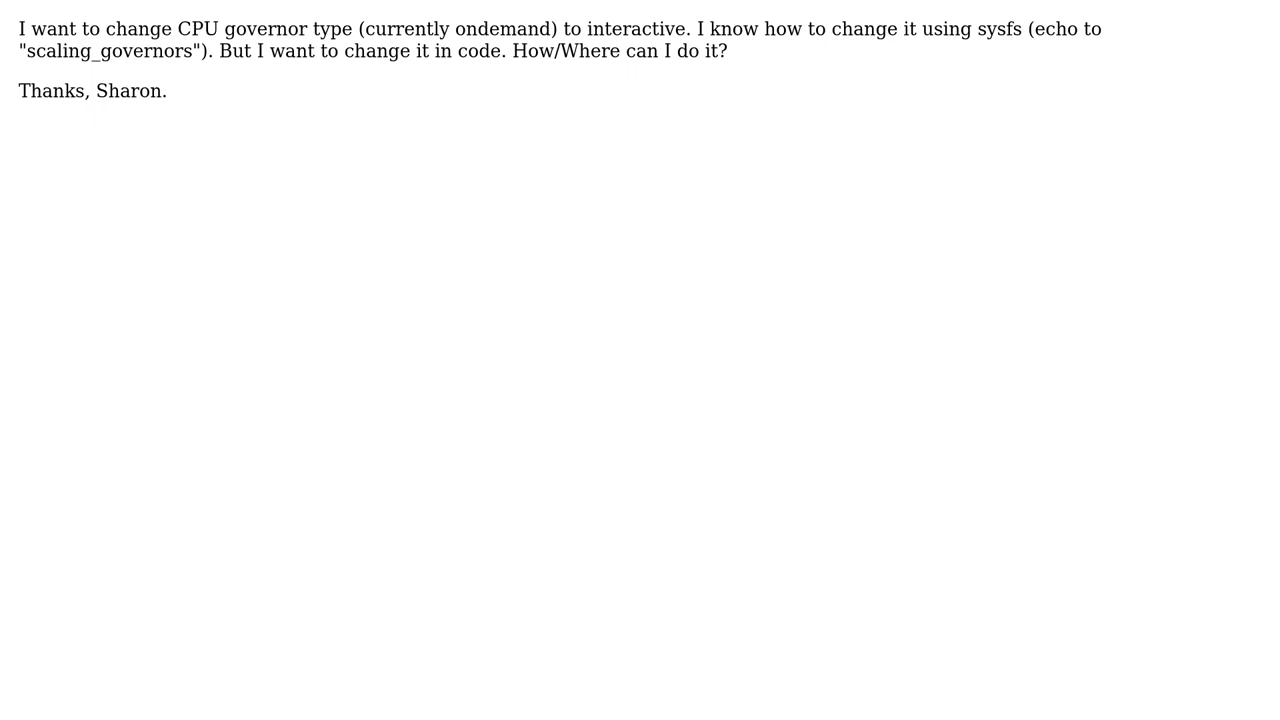 I want to change CPU governor type (currently ondemand) to interactive. I know how to change it using sysfs (echo to
"scaling_governors"). But I want to change it in code. How/Where can I do it?
Thanks, Sharon.